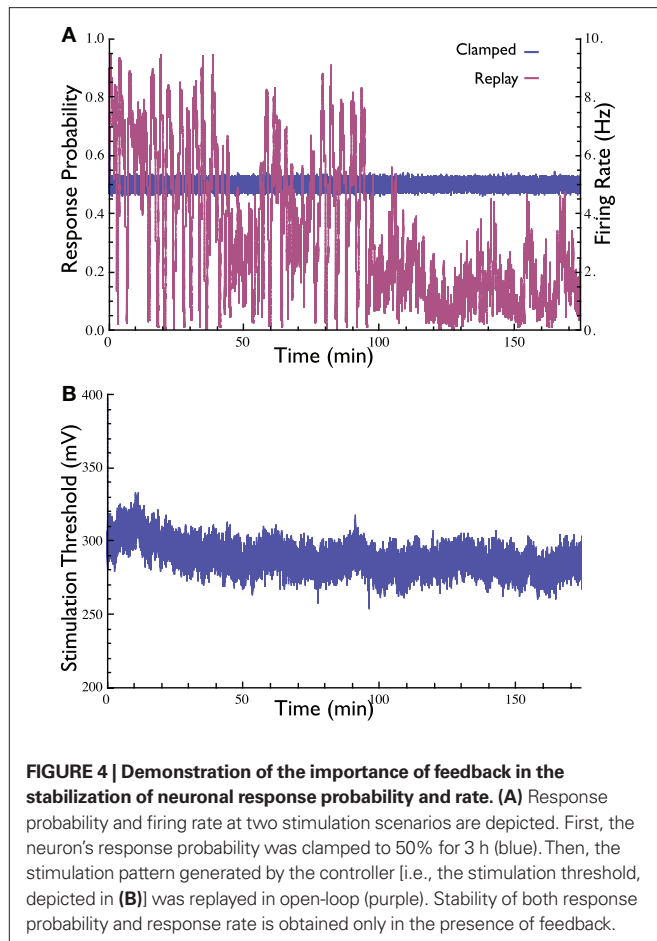 A
Clamped
Replay
1.0
0.8
0.6
0.4
0.2
0.0
Response Probability
10.
8.
6.
4.
2.
0.
Firing Rate (Hz)
0
50
100
150
Time (min)
B
400
350
300
250
200
Stimulation Threshold (mV)
0
50
100
150
Time (min)
FIGURE 4 | Demonstration of the importance of feedback in the
stabilization of neuronal response probability and rate. (A) Response
probability and firing rate at two stimulation scenarios are depicted. First, the
neuron's response probability was clamped to 50% for 3 h (blue). Then, the
stimulation pattern generated by the controller [i.e., the stimulation threshold,
depicted in (B)] was replayed in open-loop (purple). Stability of both response
probability and response rate is obtained only in the presence of feedback.